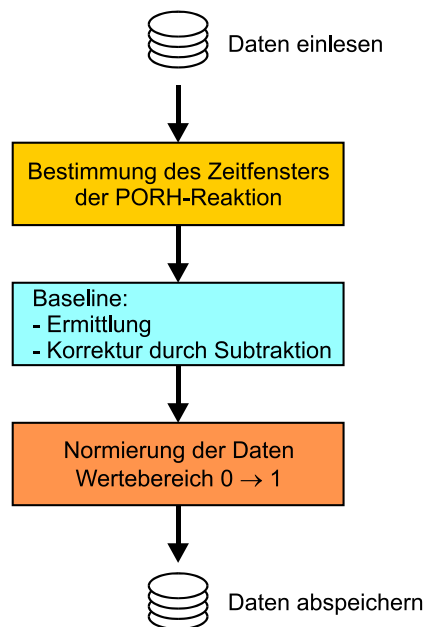 Daten einlesen
Bestimmung des Zeitfensters
der PORH-Reaktion
Baseline:
- Ermittlung
- Korrektur durch Subtraktion
Normierung der Daten
Wertebereich 0 → 1
Daten abspeichern